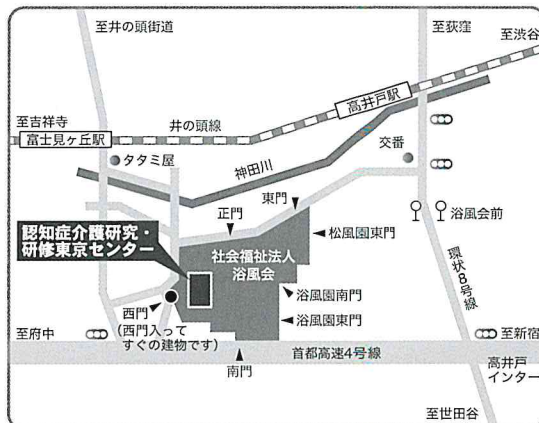 至井の頭街道
至荻窪
至渋谷
高井戸駅
至吉祥寺
井の頭線
富士見ヶ丘駅
タタミ屋
神田川
交番
東門
正門
浴風会前
松風園東門
認知症介護研究・
研修東京センター
社会福祉法人
浴風会
環状8号線
浴風園南門
西門
(西門入って
すぐの建物です)
浴風園東門
至府中
至新宿
首都高速4号線
南門
高井戸
インター
至世田谷